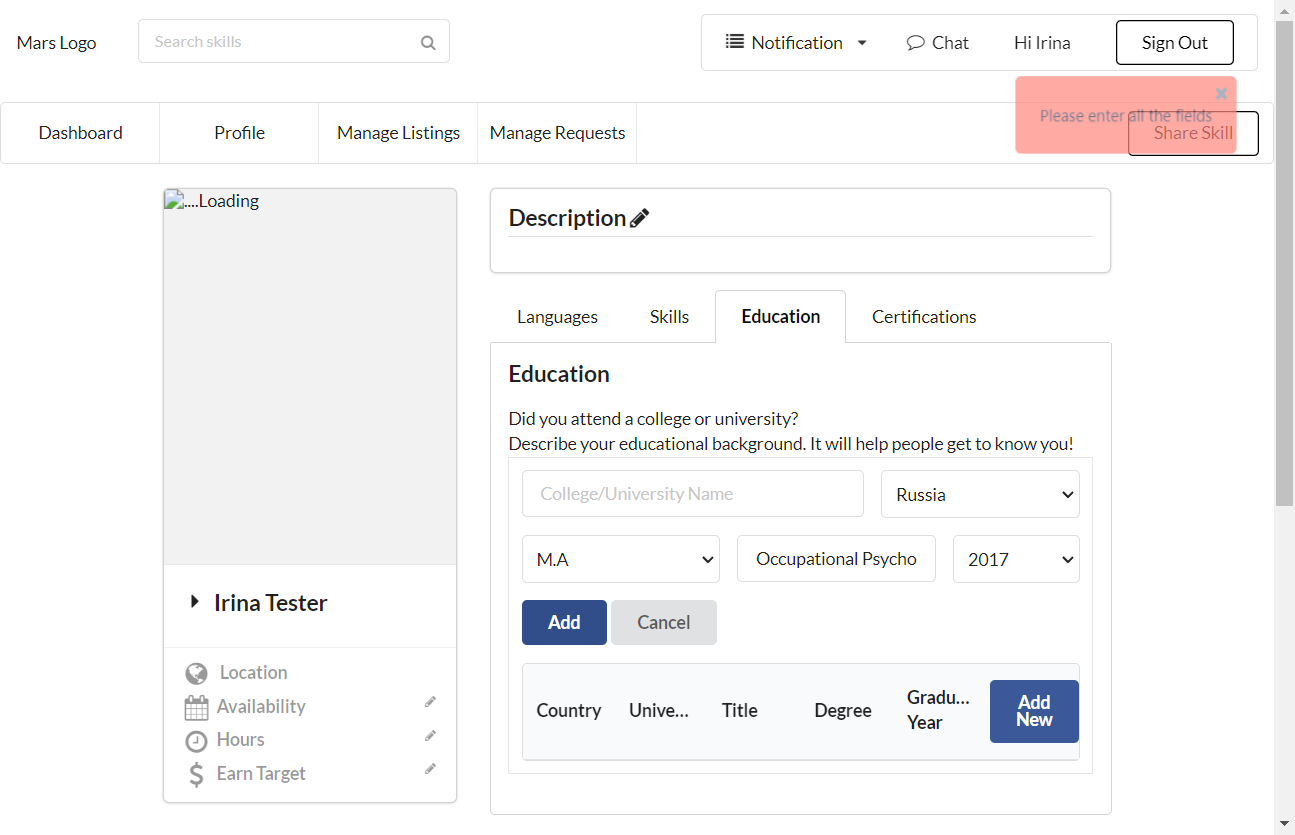 Mars Logo
Search skills
Notification
Chat
Hi Irina
Sign Out
Please enter all the fields
Dashboard
Profile
Manage Listings
Manage Requests
Share Skill
....Loading
Description
Languages
Skills
Education
Certifications
Education
Did you attend a college or university?
Describe your educational background. It will help people get to know you!
College/University Name
Russia
M.A
Occupational Psycho
2017
Add
Cancel
Country
Unive...
Title
Degree
Gradu...
Year
Add
New
Irina Tester
Location
Availability
Hours
Earn Target